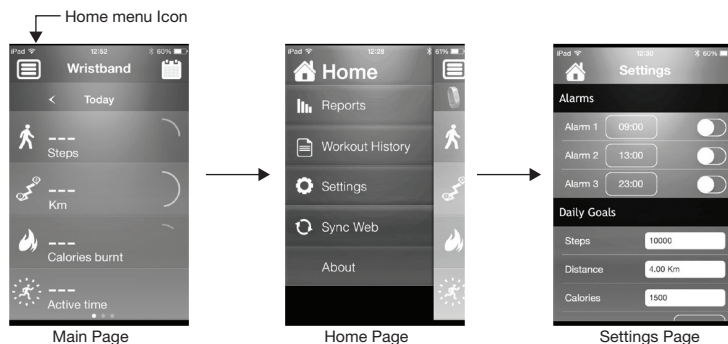 Home menu Icon
iPad 12:52 60%
Wristband
< Today
---
Steps
---
Km
---
Calories burnt
---
Active time
Main Page
iPad 12:28 61%
Home
Reports
Workout History
Settings
Sync Web
About
Home Page
iPad 12:30 60%
Settings
Alarms
Alarm 1 09:00
Alarm 2 13:00
Alarm 3 23:00
Daily Goals
Steps 10000
Distance 4.00 Km
Calories 1500
Settings Page